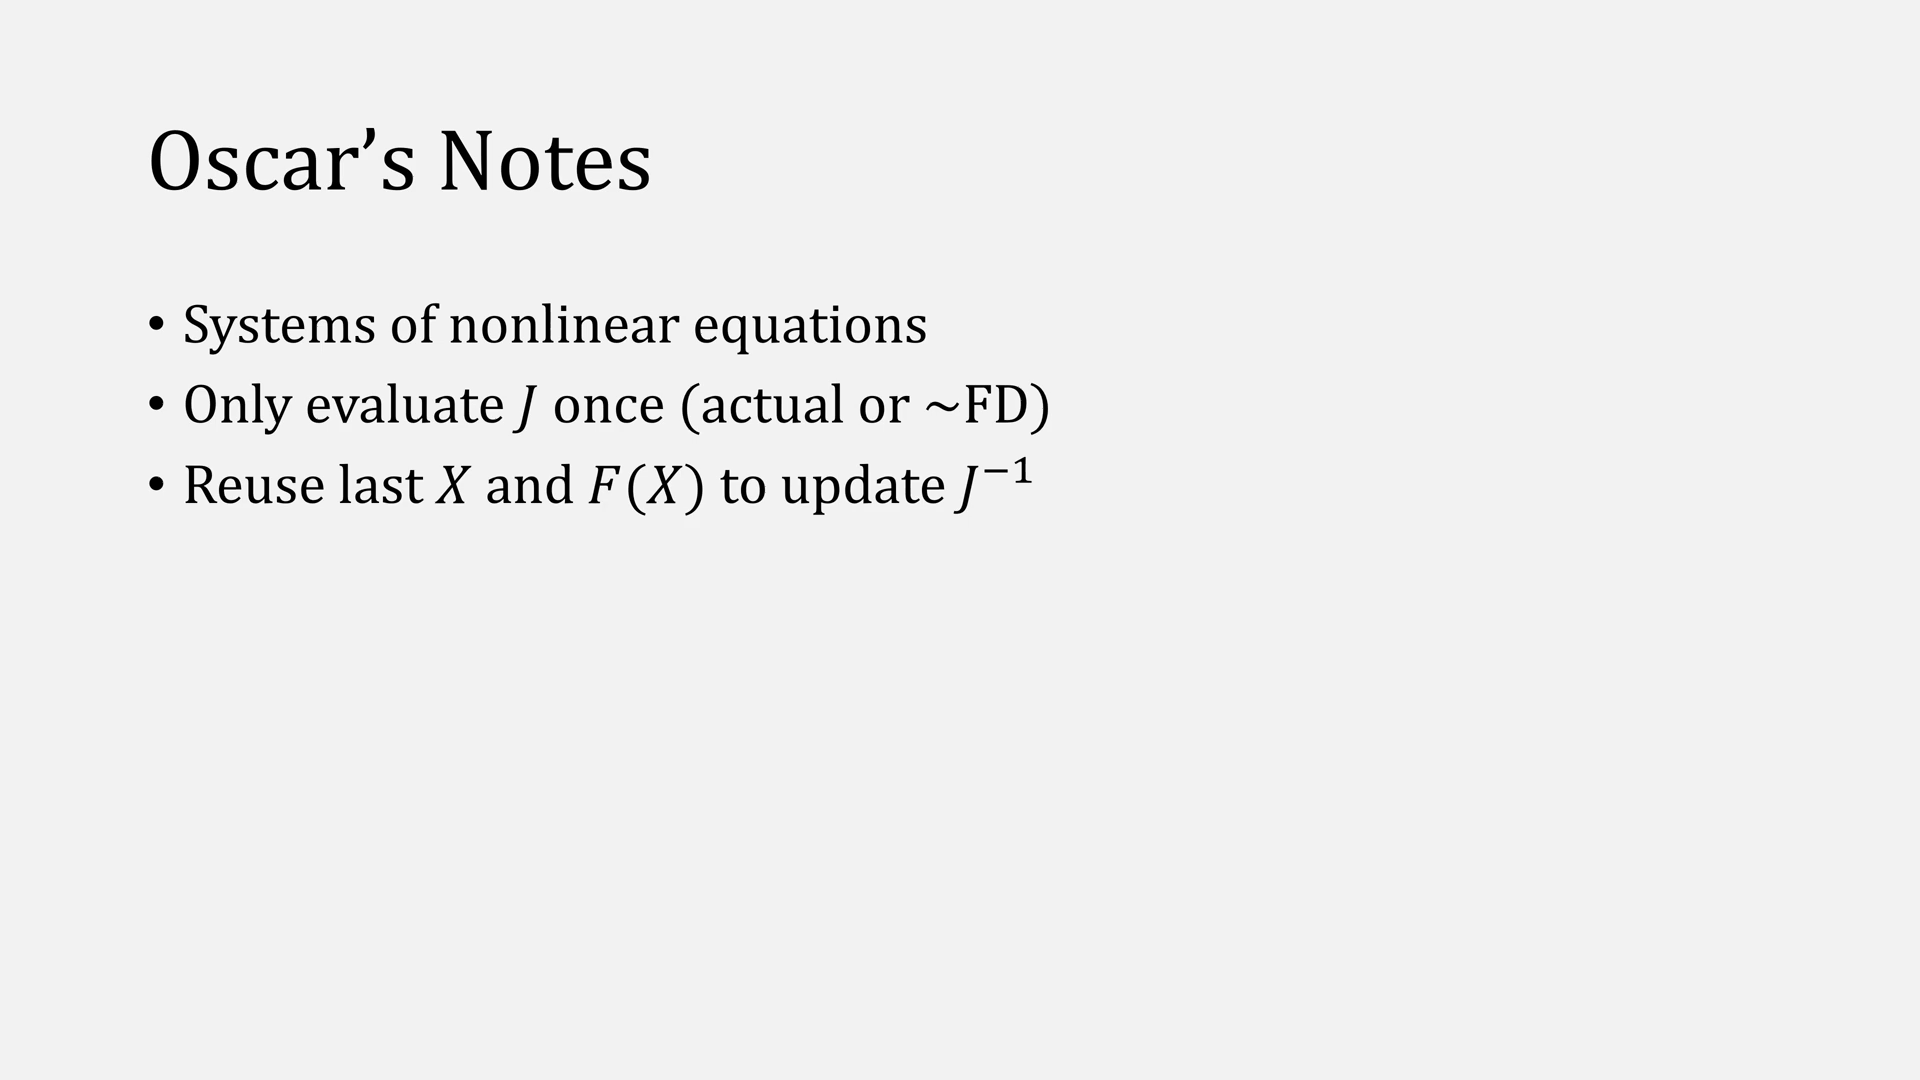 Oscar’s Notes
• Systems of nonlinear equations
• Only evaluate J once (actual or ~FD)
• Reuse last X and F(X) to update J⁻¹